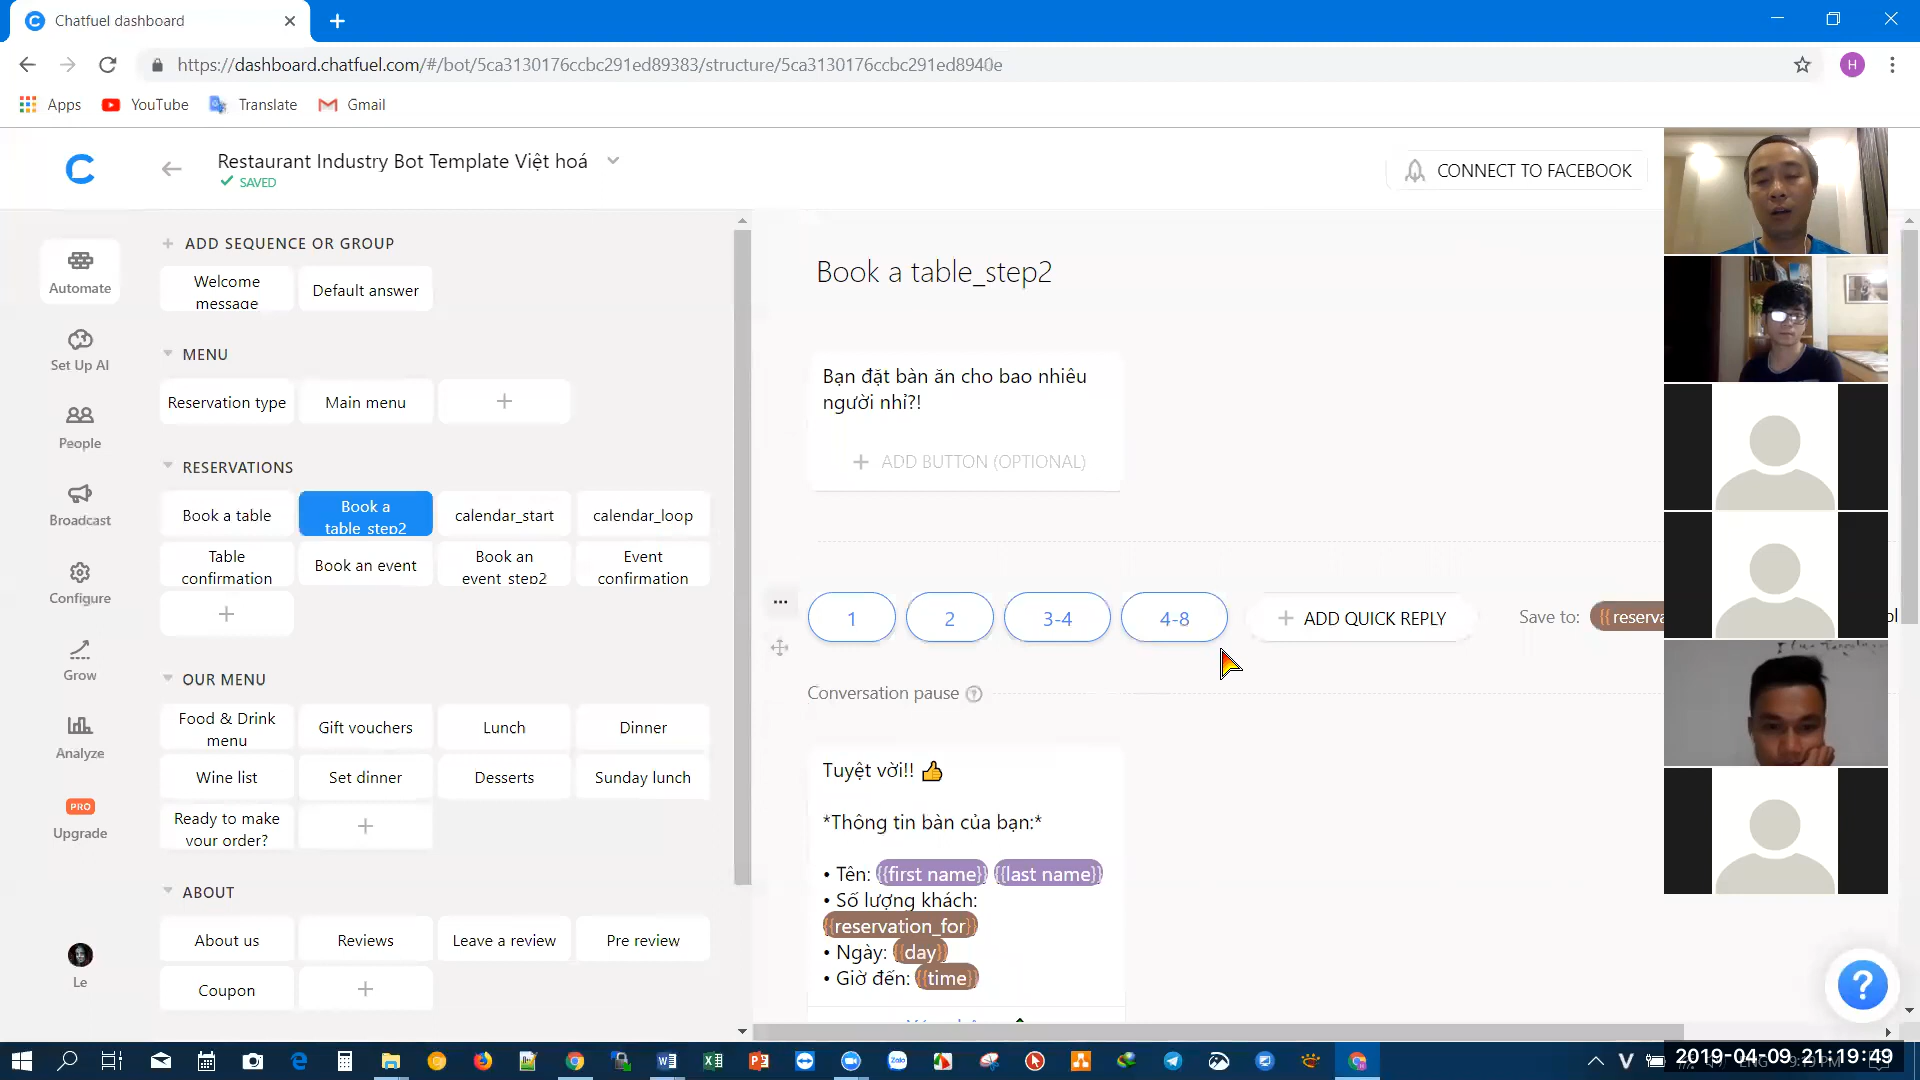 Chatfuel dashboard
https://dashboard.chatfuel.com/#/bot/5ca3130176ccbc291ed89383/structure/5ca3130176ccbc291ed8940e
H
Apps YouTube Translate Gmail
Restaurant Industry Bot Template Việt hoá
SAVED
CONNECT TO FACEBOOK
Automate
Set Up AI
People
Broadcast
Configure
Grow
Analyze
PRO
Upgrade
Le
ADD SEQUENCE OR GROUP
Welcome message
Default answer
MENU
Reservation type
Main menu
RESERVATIONS
Book a table
Book a table_step2
calendar_start
calendar_loop
Table confirmation
Book an event
Book an event_step2
Event confirmation
OUR MENU
Food & Drink menu
Gift vouchers
Lunch
Dinner
Wine list
Set dinner
Desserts
Sunday lunch
Ready to make your order?
ABOUT
About us
Reviews
Leave a review
Pre review
Coupon
Book a table_step2
Bạn đặt bàn ăn cho bao nhiêu
người nhỉ?!
ADD BUTTON (OPTIONAL)
1 2 3-4 4-8 ADD QUICK REPLY Save to: {{reserva
Conversation pause ?
Tuyệt vời!! 👍
*Thông tin bàn của bạn:*
• Tên: {{first name}} {{last name}}
• Số lượng khách:
{{reservation_for}}
• Ngày: {{day}}
• Giờ đến: {{time}}
?
2019-04-09 21:19:49